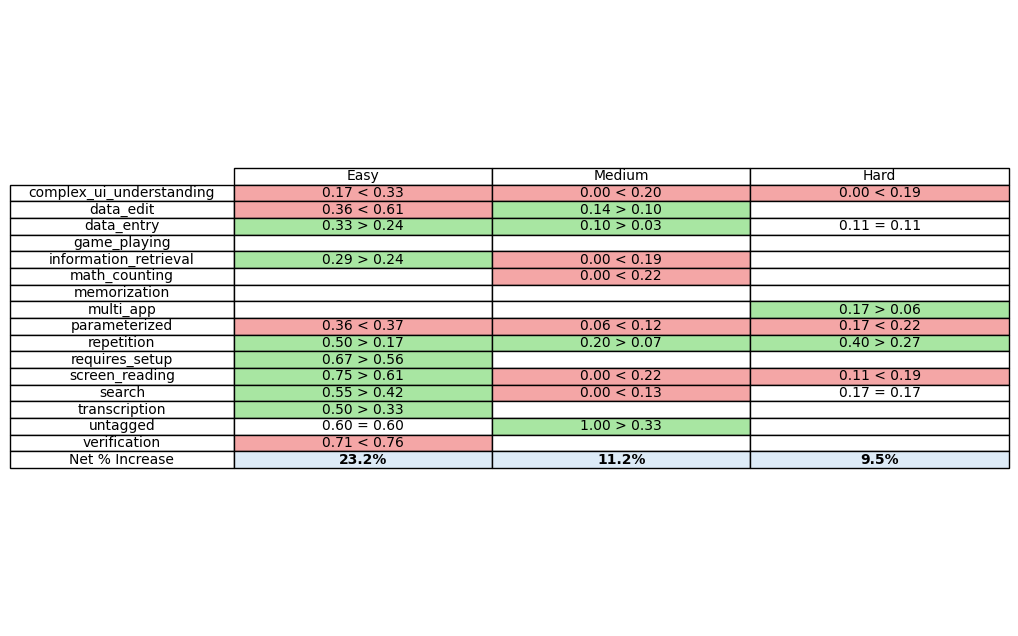 Easy Medium Hard
complex_ui_understanding 0.17 < 0.33 0.00 < 0.20 0.00 < 0.19
data_edit 0.36 < 0.61 0.14 > 0.10
data_entry 0.33 > 0.24 0.10 > 0.03 0.11 = 0.11
game_playing
information_retrieval 0.29 > 0.24 0.00 < 0.19
math_counting 0.00 < 0.22
memorization
multi_app 0.17 > 0.06
parameterized 0.36 < 0.37 0.06 < 0.12 0.17 < 0.22
repetition 0.50 > 0.17 0.20 > 0.07 0.40 > 0.27
requires_setup 0.67 > 0.56
screen_reading 0.75 > 0.61 0.00 < 0.22 0.11 < 0.19
search 0.55 > 0.42 0.00 < 0.13 0.17 = 0.17
transcription 0.50 > 0.33
untagged 0.60 = 0.60 1.00 > 0.33
verification 0.71 < 0.76
Net % Increase 23.2% 11.2% 9.5%